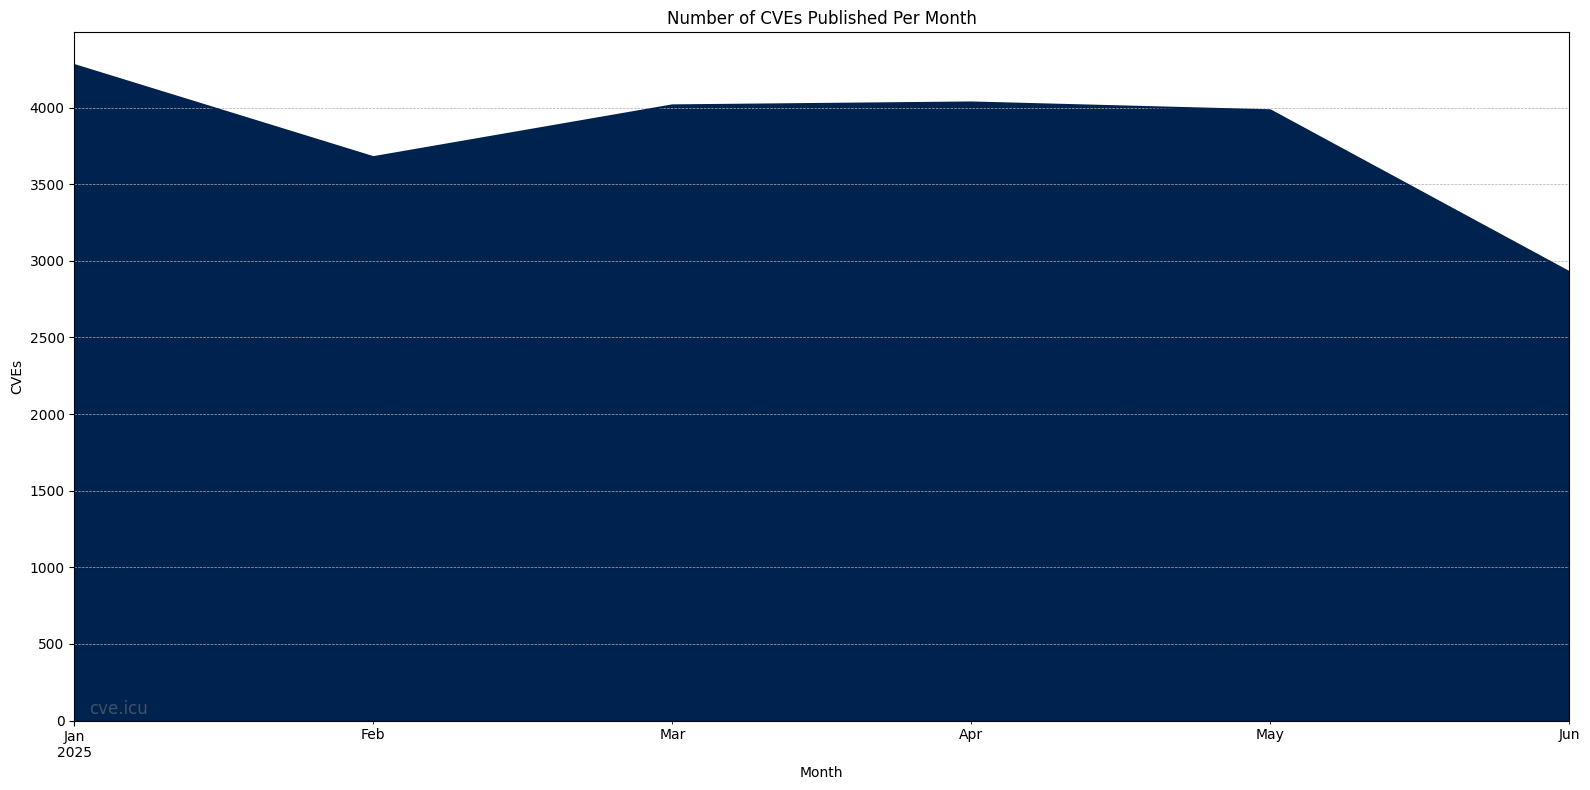 Number of CVEs Published Per Month
CVEs
4000
3500
3000
2500
2000
1500
1000
500
0
cve.icu
Jan
2025
Feb
Mar
Apr
May
Jun
Month